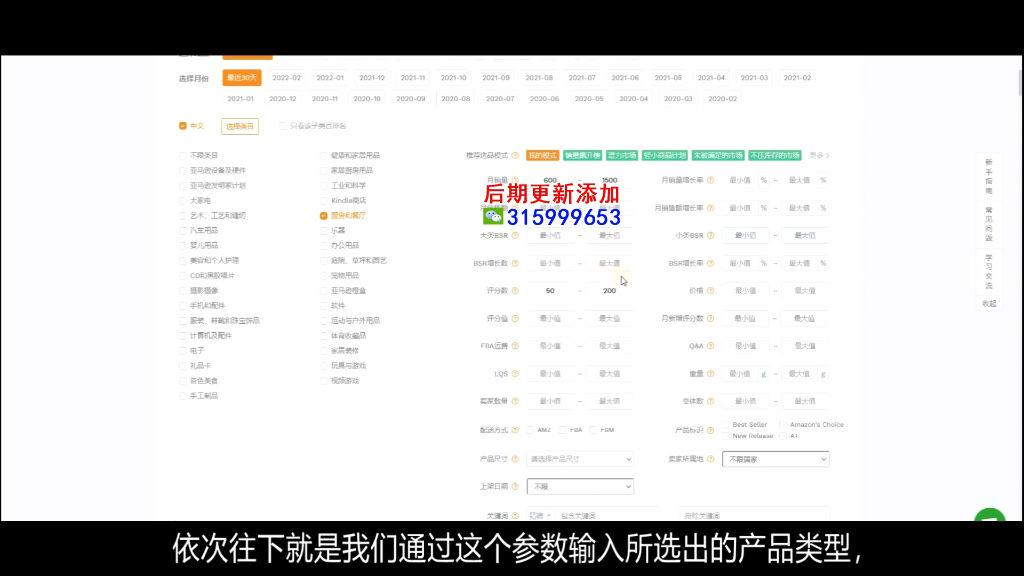 选择月份 最近30天 2022-02 2022-01 2021-12 2021-11 2021-10 2021-09 2021-08 2021-07 2021-06 2021-05 2021-04 2021-03 2021-02
2021-01 2020-12 2020-11 2020-10 2020-09 2020-08 2020-07 2020-06 2020-05 2020-04 2020-03 2020-02
中文 选择类目 只看该子类目排名
不限类目
亚马逊设备及硬件
亚马逊发明家计划
大家电
艺术、工艺和缝纫
汽车用品
婴儿用品
美容和个人护理
CD和黑胶唱片
摄影摄像
手机和配件
服装、鞋靴和珠宝饰品
计算机及配件
电子
礼品卡
各色美食
手工制品
健康和家居用品
家居厨房用品
工业和科学
Kindle商店
厨房和餐厅
乐器
办公用品
庭院、草坪和园艺
宠物用品
亚马逊橙盒
软件
运动与户外用品
体育收藏品
家居装修
玩具与游戏
视频游戏
推荐选品模式 我的模式 销量飙升榜 潜力市场 轻小商品计划 未被满足的市场 不压库存的市场 更多
月销量 600 - 1500 月销量增长率 最小值 % - 最大值 %
后期更新添加
月销售额增长率 最小值 % - 最大值 %
315999653
大类BSR 最小值 - 最大值 小类BSR 最小值 - 最大值
BSR增长数 最小值 - 最大值 BSR增长率 最小值 % - 最大值 %
评分数 50 - 200 价格 最小值 - 最大值
评分值 最小值 - 最大值 月新增评分数 最小值 - 最大值
FBA运费 最小值 - 最大值 Q&A 最小值 - 最大值
LQS 最小值 - 最大值 重量 最小值 g - 最大值 g
卖家数量 最小值 - 最大值 变体数 最小值 - 最大值
配送方式 AMZ FBA FBM 产品标识 Best Seller Amazon's Choice
New Release A+
产品尺寸 请选择产品尺寸 卖家所属地 不限国家
上架日期 不限
关键词 包含关键词 排除关键词
新手指南
常见问题
学习交流
收起
依次往下就是我们通过这个参数输入所选出的产品类型，